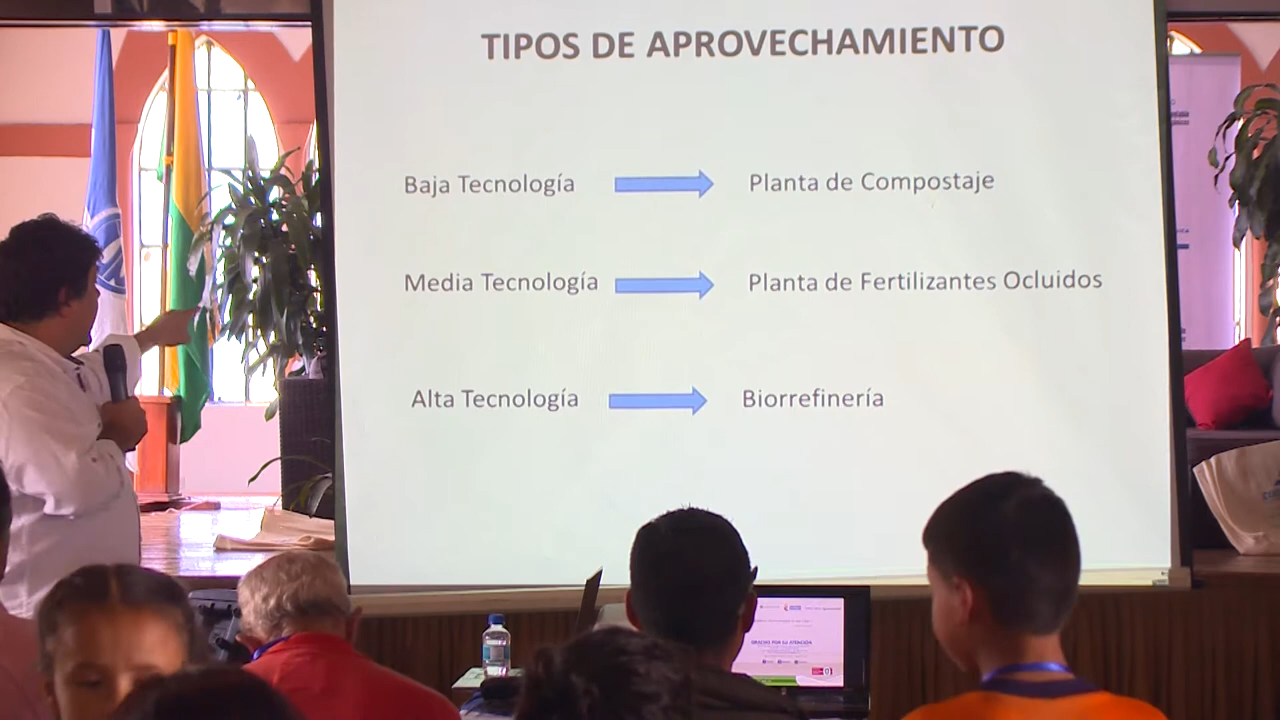 TIPOS DE APROVECHAMIENTO
Baja Tecnología Planta de Compostaje
Media Tecnología Planta de Fertilizantes Ocluidos
Alta Tecnología Biorrefinería
GRACIAS POR SU ATENCIÓN